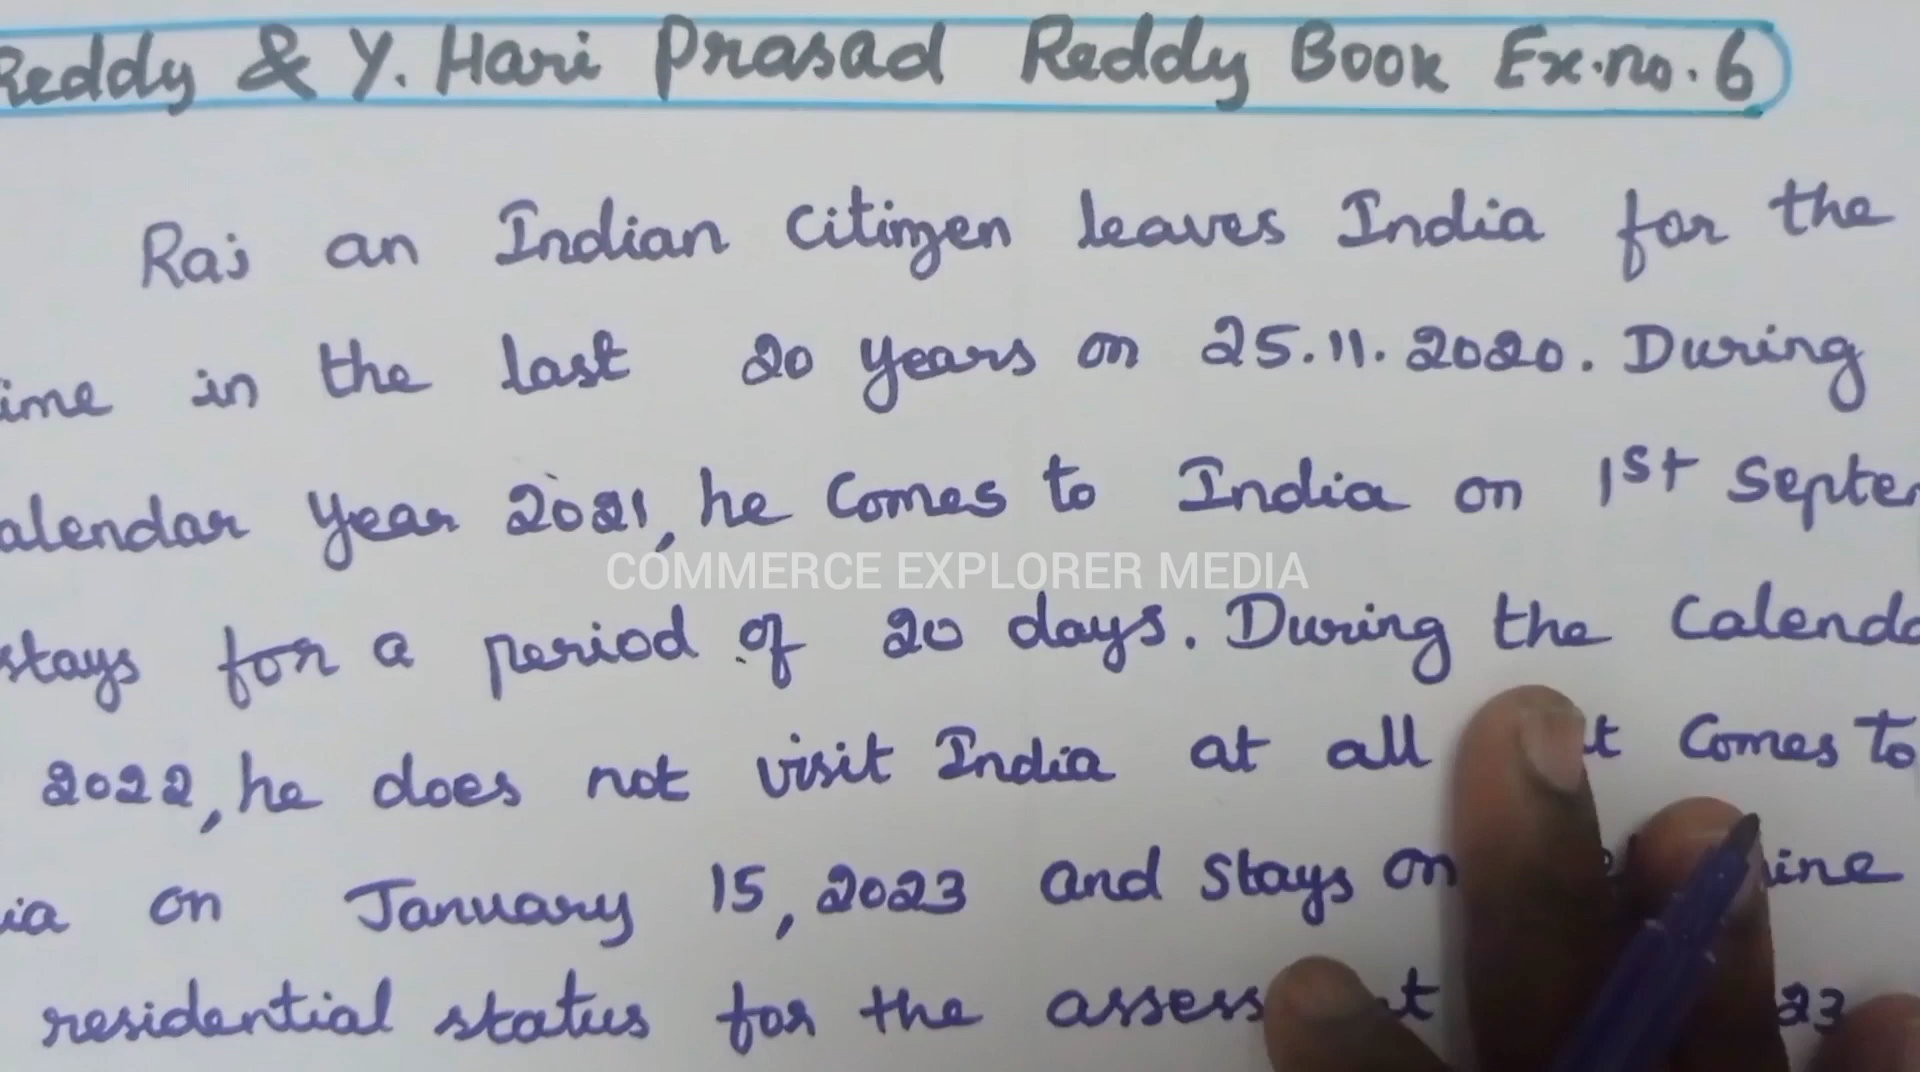 Reddy & Y. Hari Prasad Reddy Book Ex.no. 6
Raj an Indian Citizen leaves India for the
ime in the last 20 years on 25.11.2020. During
alendar year 2021, he Comes to India on 1st Septe
stays for a period of 20 days. During the Calenda
2022, he does not visit India at all t Comes to
ia on January 15, 2023 and stays on ine
residential status for the assess t 23
COMMERCE EXPLORER MEDIA